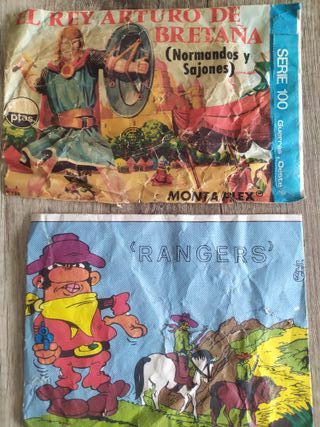 EL REY ARTURO DE
BRETAÑA
(Normandos y
Sajones)
ptas.
SERIE 100
MONTAPLEX
'RANGERS'